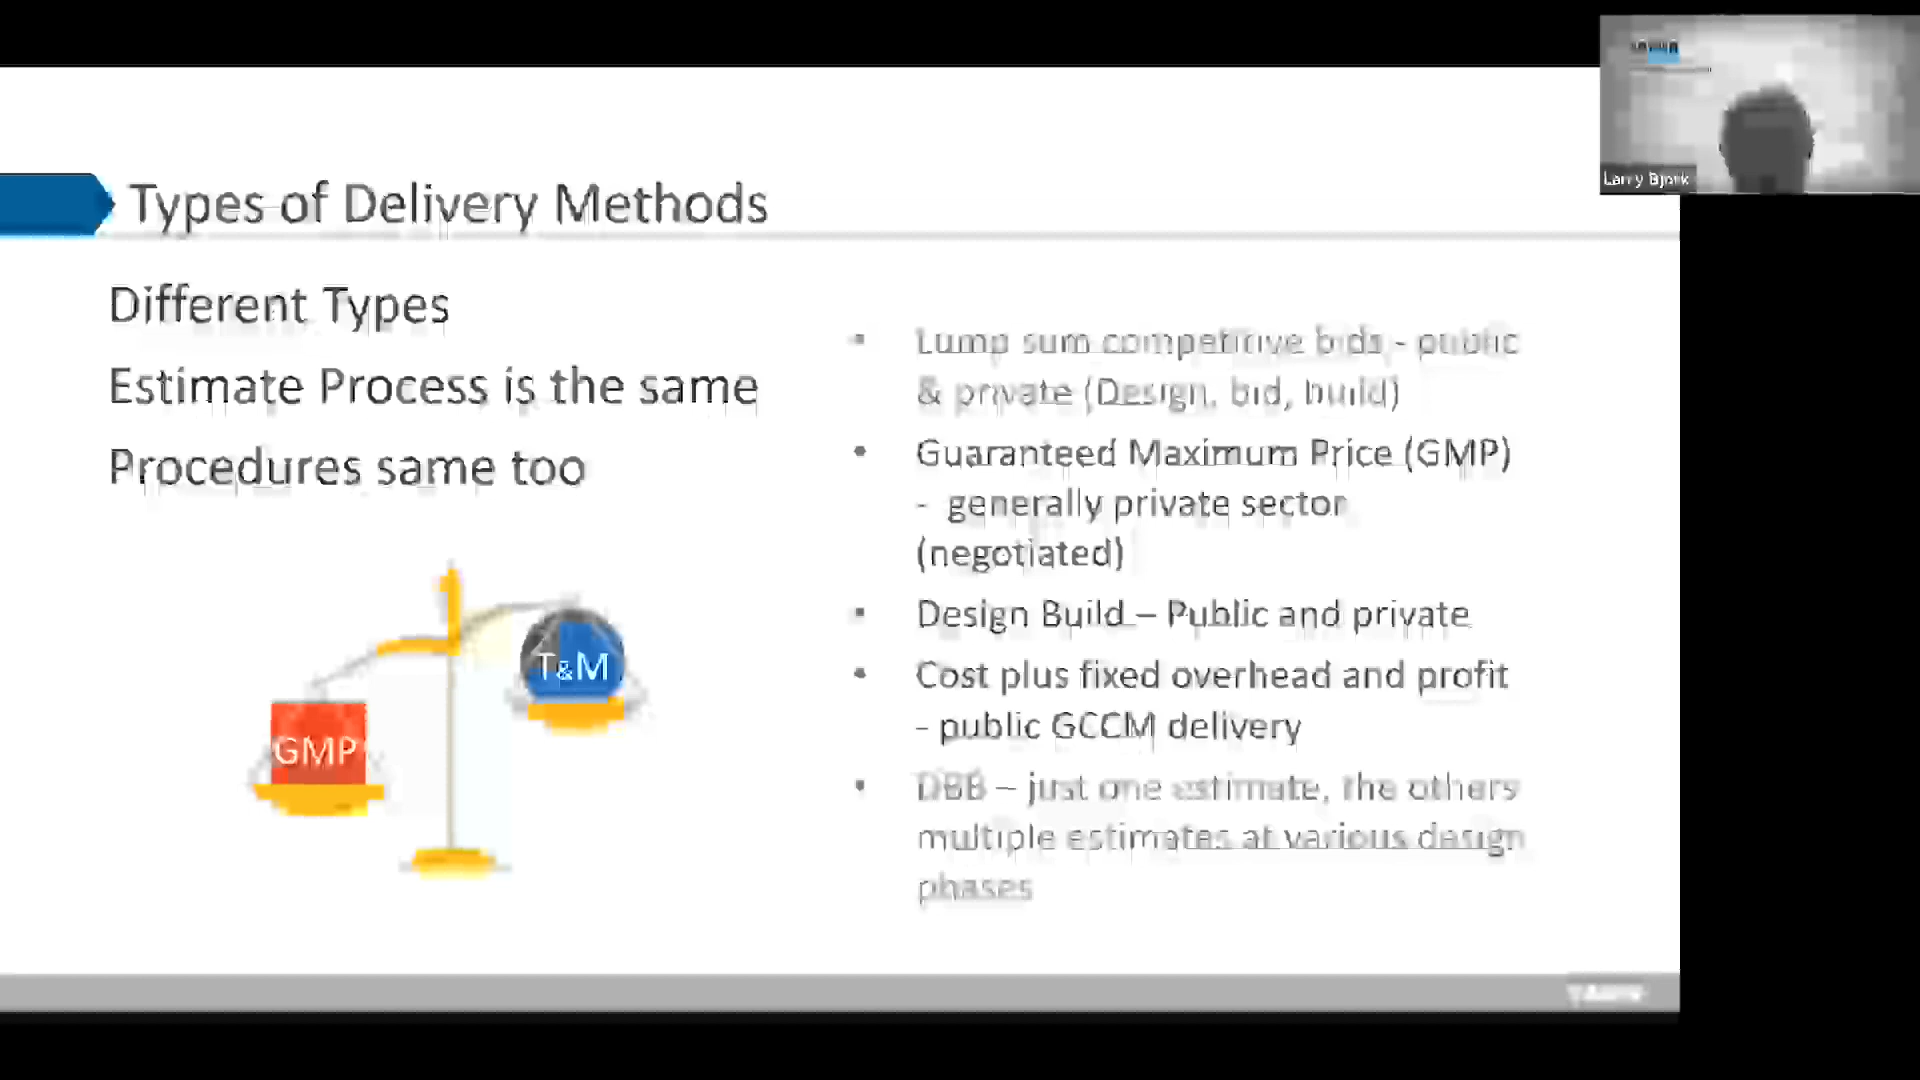 Larry Bjork
Types of Delivery Methods
Different Types
Estimate Process is the same
Procedures same too
T&M
GMP
• Lump sum competitive bids - public
& private (Design, bid, build)
• Guaranteed Maximum Price (GMP)
- generally private sector
(negotiated)
• Design Build – Public and private
• Cost plus fixed overhead and profit
- public GCCM delivery
• DBB – just one estimate, the others
multiple estimates at various design
phases